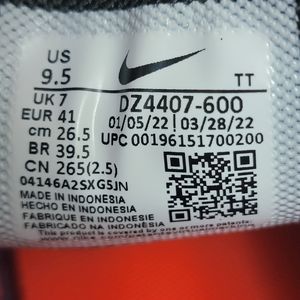 US
9.5
TT
UK 7
DZ4407-600
EUR 41
01/05/22 03/28/22
cm 26.5
UPC 00196151700200
BR 39.5
CN 265(2.5)
04146A2SXG5JN
MADE IN INDONESIA
HECHO EN INDONESIA
FABRIQUE EN INDONESIE
FABRICADO NA INDONÉSIA